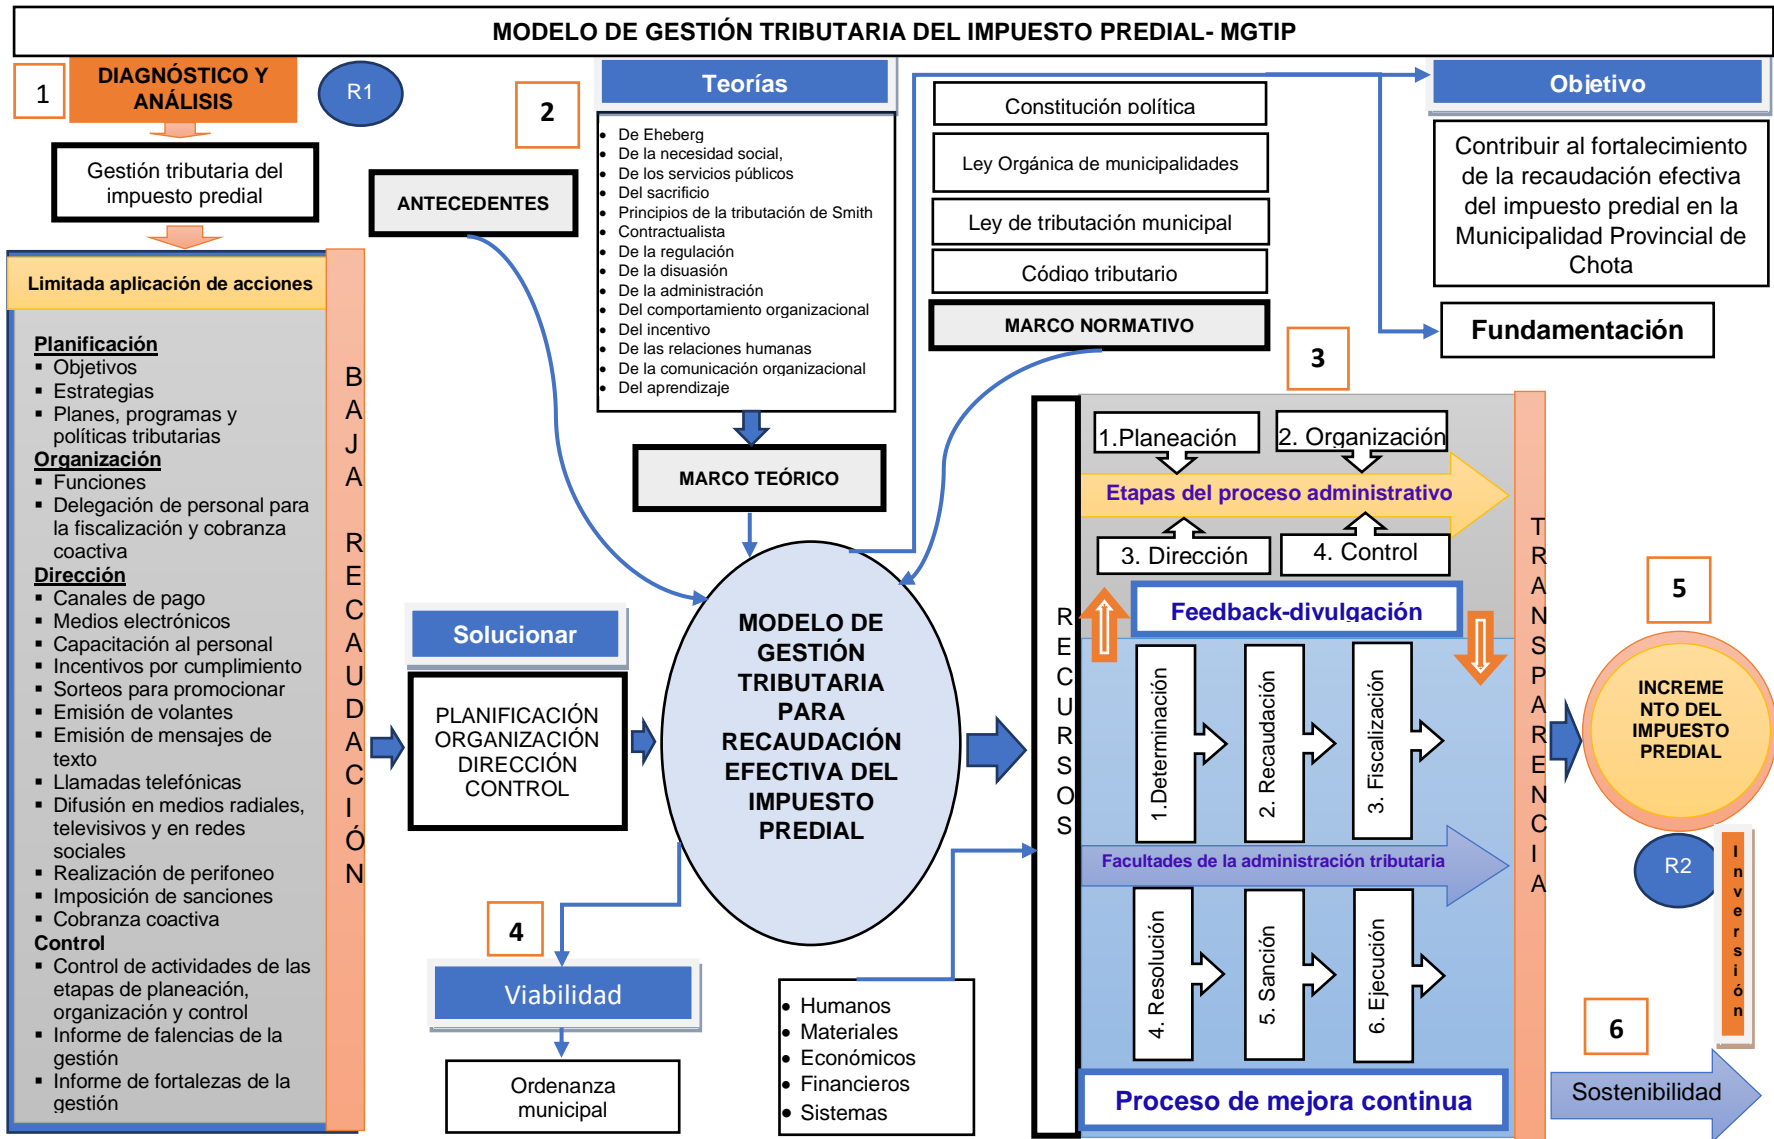 MODELO DE GESTIÓN TRIBUTARIA DEL IMPUESTO PREDIAL- MGTIP
1
DIAGNÓSTICO Y
ANÁLISIS
R1
Gestión tributaria del
impuesto predial
Limitada aplicación de acciones
Planificación
▪ Objetivos
▪ Estrategias
▪ Planes, programas y
políticas tributarias
Organización
▪ Funciones
▪ Delegación de personal para
la fiscalización y cobranza
coactiva
Dirección
▪ Canales de pago
▪ Medios electrónicos
▪ Capacitación al personal
▪ Incentivos por cumplimiento
▪ Sorteos para promocionar
▪ Emisión de volantes
▪ Emisión de mensajes de
texto
▪ Llamadas telefónicas
▪ Difusión en medios radiales,
televisivos y en redes
sociales
▪ Realización de perifoneo
▪ Imposición de sanciones
▪ Cobranza coactiva
Control
▪ Control de actividades de las
etapas de planeación,
organización y control
▪ Informe de falencias de la
gestión
▪ Informe de fortalezas de la
gestión
BAJA RECAUDACIÓN
2
Teorías
• De Eheberg
• De la necesidad social,
• De los servicios públicos
• Del sacrificio
• Principios de la tributación de Smith
• Contractualista
• De la regulación
• De la disuasión
• De la administración
• Del comportamiento organizacional
• Del incentivo
• De las relaciones humanas
• De la comunicación organizacional
• Del aprendizaje
ANTECEDENTES
MARCO TEÓRICO
Constitución política
Ley Orgánica de municipalidades
Ley de tributación municipal
Código tributario
MARCO NORMATIVO
Objetivo
Contribuir al fortalecimiento
de la recaudación efectiva
del impuesto predial en la
Municipalidad Provincial de
Chota
Fundamentación
Solucionar
PLANIFICACIÓN
ORGANIZACIÓN
DIRECCIÓN
CONTROL
MODELO DE
GESTIÓN
TRIBUTARIA
PARA
RECAUDACIÓN
EFECTIVA DEL
IMPUESTO
PREDIAL
4
Viabilidad
Ordenanza
municipal
• Humanos
• Materiales
• Económicos
• Financieros
• Sistemas
3
RECURSOS
1.Planeación
2. Organización
Etapas del proceso administrativo
3. Dirección
4. Control
Feedback-divulgación
1.Determinación
2. Recaudación
3. Fiscalización
Facultades de la administración tributaria
4. Resolución
5. Sanción
6. Ejecución
Proceso de mejora continua
TRANSPARENCIA
5
INCREME
NTO DEL
IMPUESTO
PREDIAL
R2
Inversión
6
Sostenibilidad